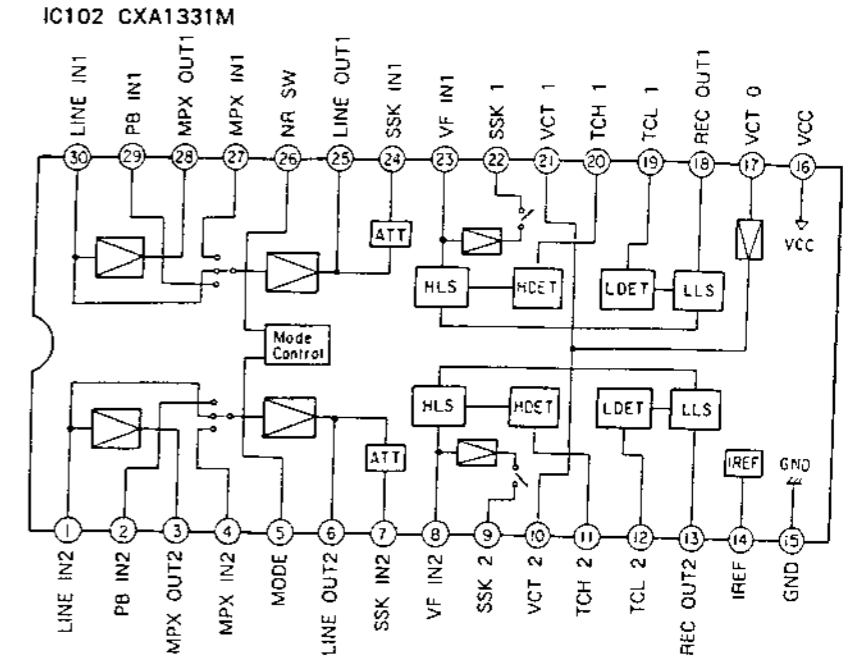 IC102 CXA1331M
LINE IN1
PB IN1
MPX OUT1
MPX IN1
NR SW
LINE OUT1
SSK IN1
VF IN1
SSK 1
VCT 1
TCH 1
TCL 1
REC OUT1
VCT 0
VCC
30
29
28
27
26
25
24
23
22
21
20
19
18
17
16
ATT
VCC
HLS
HDET
LDET
LLS
Mode
Control
HLS
HDET
LDET
LLS
ATT
IREF
GND
1
2
3
4
5
6
7
8
9
10
11
12
13
14
15
LINE IN2
PB IN2
MPX OUT2
MPX IN2
MODE
LINE OUT2
SSK IN2
VF IN2
SSK 2
VCT 2
TCH 2
TCL 2
REC OUT2
IREF
GND